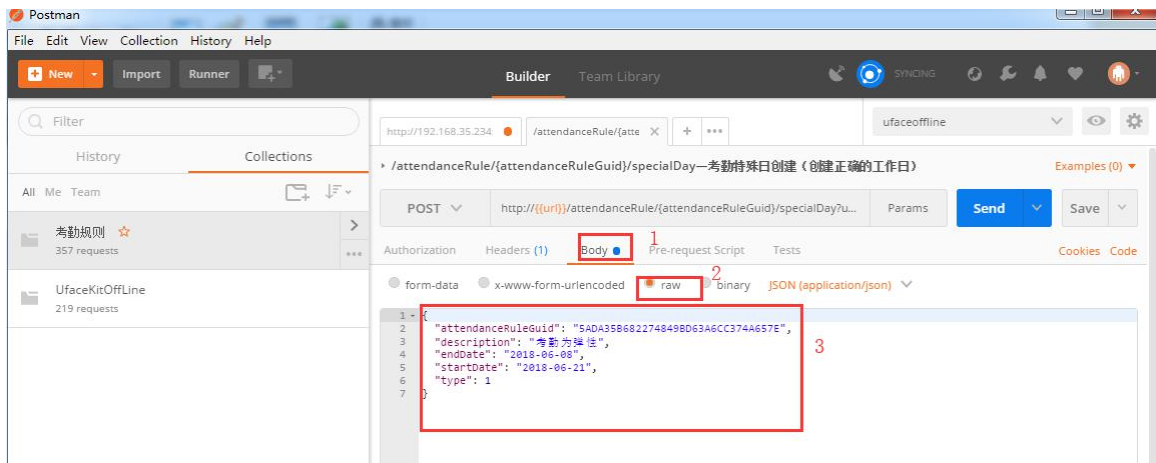 Postman
File Edit View Collection History Help
New Import Runner Builder Team Library SYNCING
Filter
History Collections
All Me Team
考勤规则
357 requests
UfaceKitOffLine
219 requests
http://192.168.35.234 /attendanceRule/{atte ufaceoffline
/attendanceRule/{attendanceRuleGuid}/specialDay—考勤特殊日创建（创建正确的工作日） Examples (0)
POST http://{{url}}/attendanceRule/{attendanceRuleGuid}/specialDay?u... Params Send Save
Authorization Headers (1) Body Pre-request Script Tests Cookies Code
1
form-data x-www-form-urlencoded raw binary JSON (application/json)
2
1 {
2 "attendanceRuleGuid": "5ADA35B682274849BD63A6CC374A657E",
3 "description": "考勤为弹性",
4 "endDate": "2018-06-08",
5 "startDate": "2018-06-21",
6 "type": 1
7 }
3